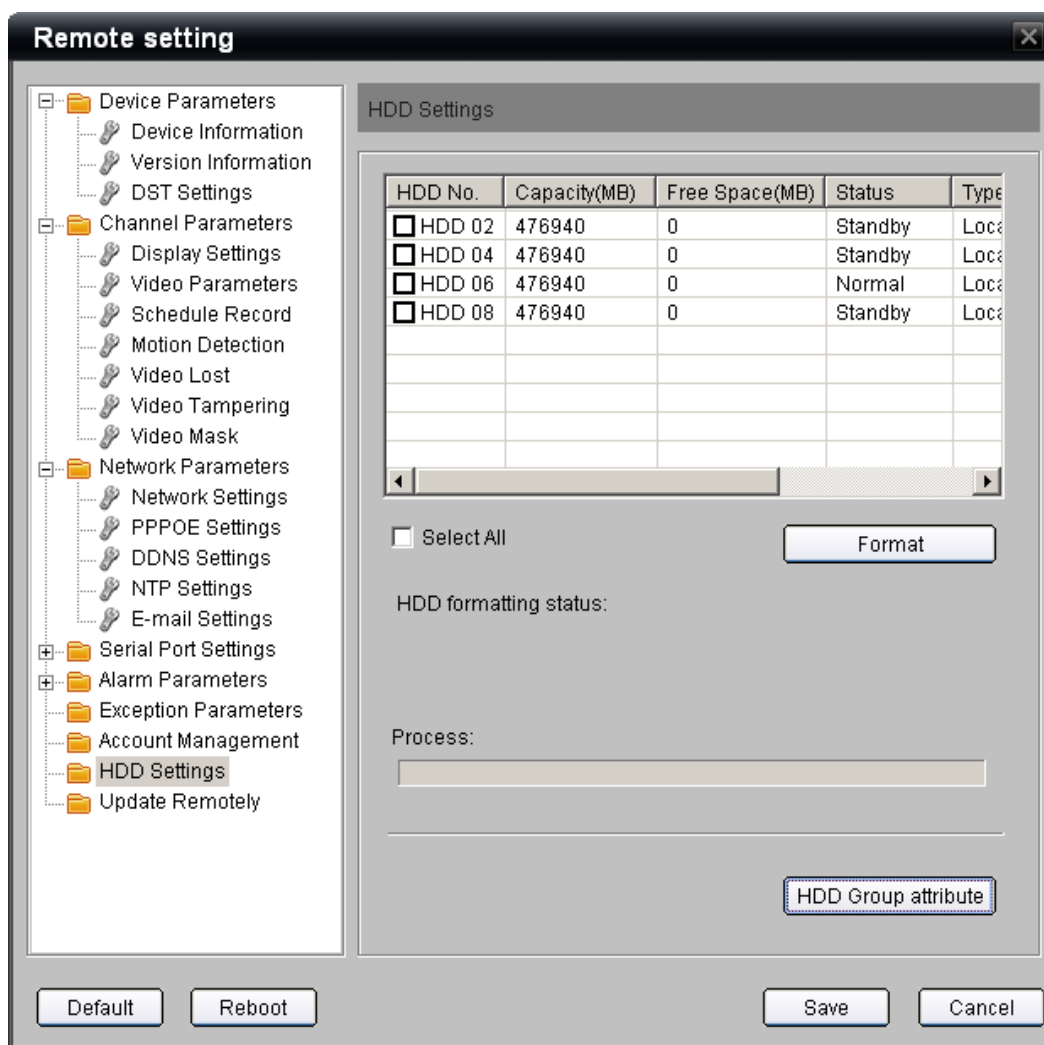 Remote setting
Device Parameters
Device Information
Version Information
DST Settings
Channel Parameters
Display Settings
Video Parameters
Schedule Record
Motion Detection
Video Lost
Video Tampering
Video Mask
Network Parameters
Network Settings
PPPOE Settings
DDNS Settings
NTP Settings
E-mail Settings
Serial Port Settings
Alarm Parameters
Exception Parameters
Account Management
HDD Settings
Update Remotely
HDD Settings
HDD No. Capacity(MB) Free Space(MB) Status Type
HDD 02 476940 0 Standby Loca
HDD 04 476940 0 Standby Loca
HDD 06 476940 0 Normal Loca
HDD 08 476940 0 Standby Loca
Select All
Format
HDD formatting status:
Process:
HDD Group attribute
Default Reboot Save Cancel